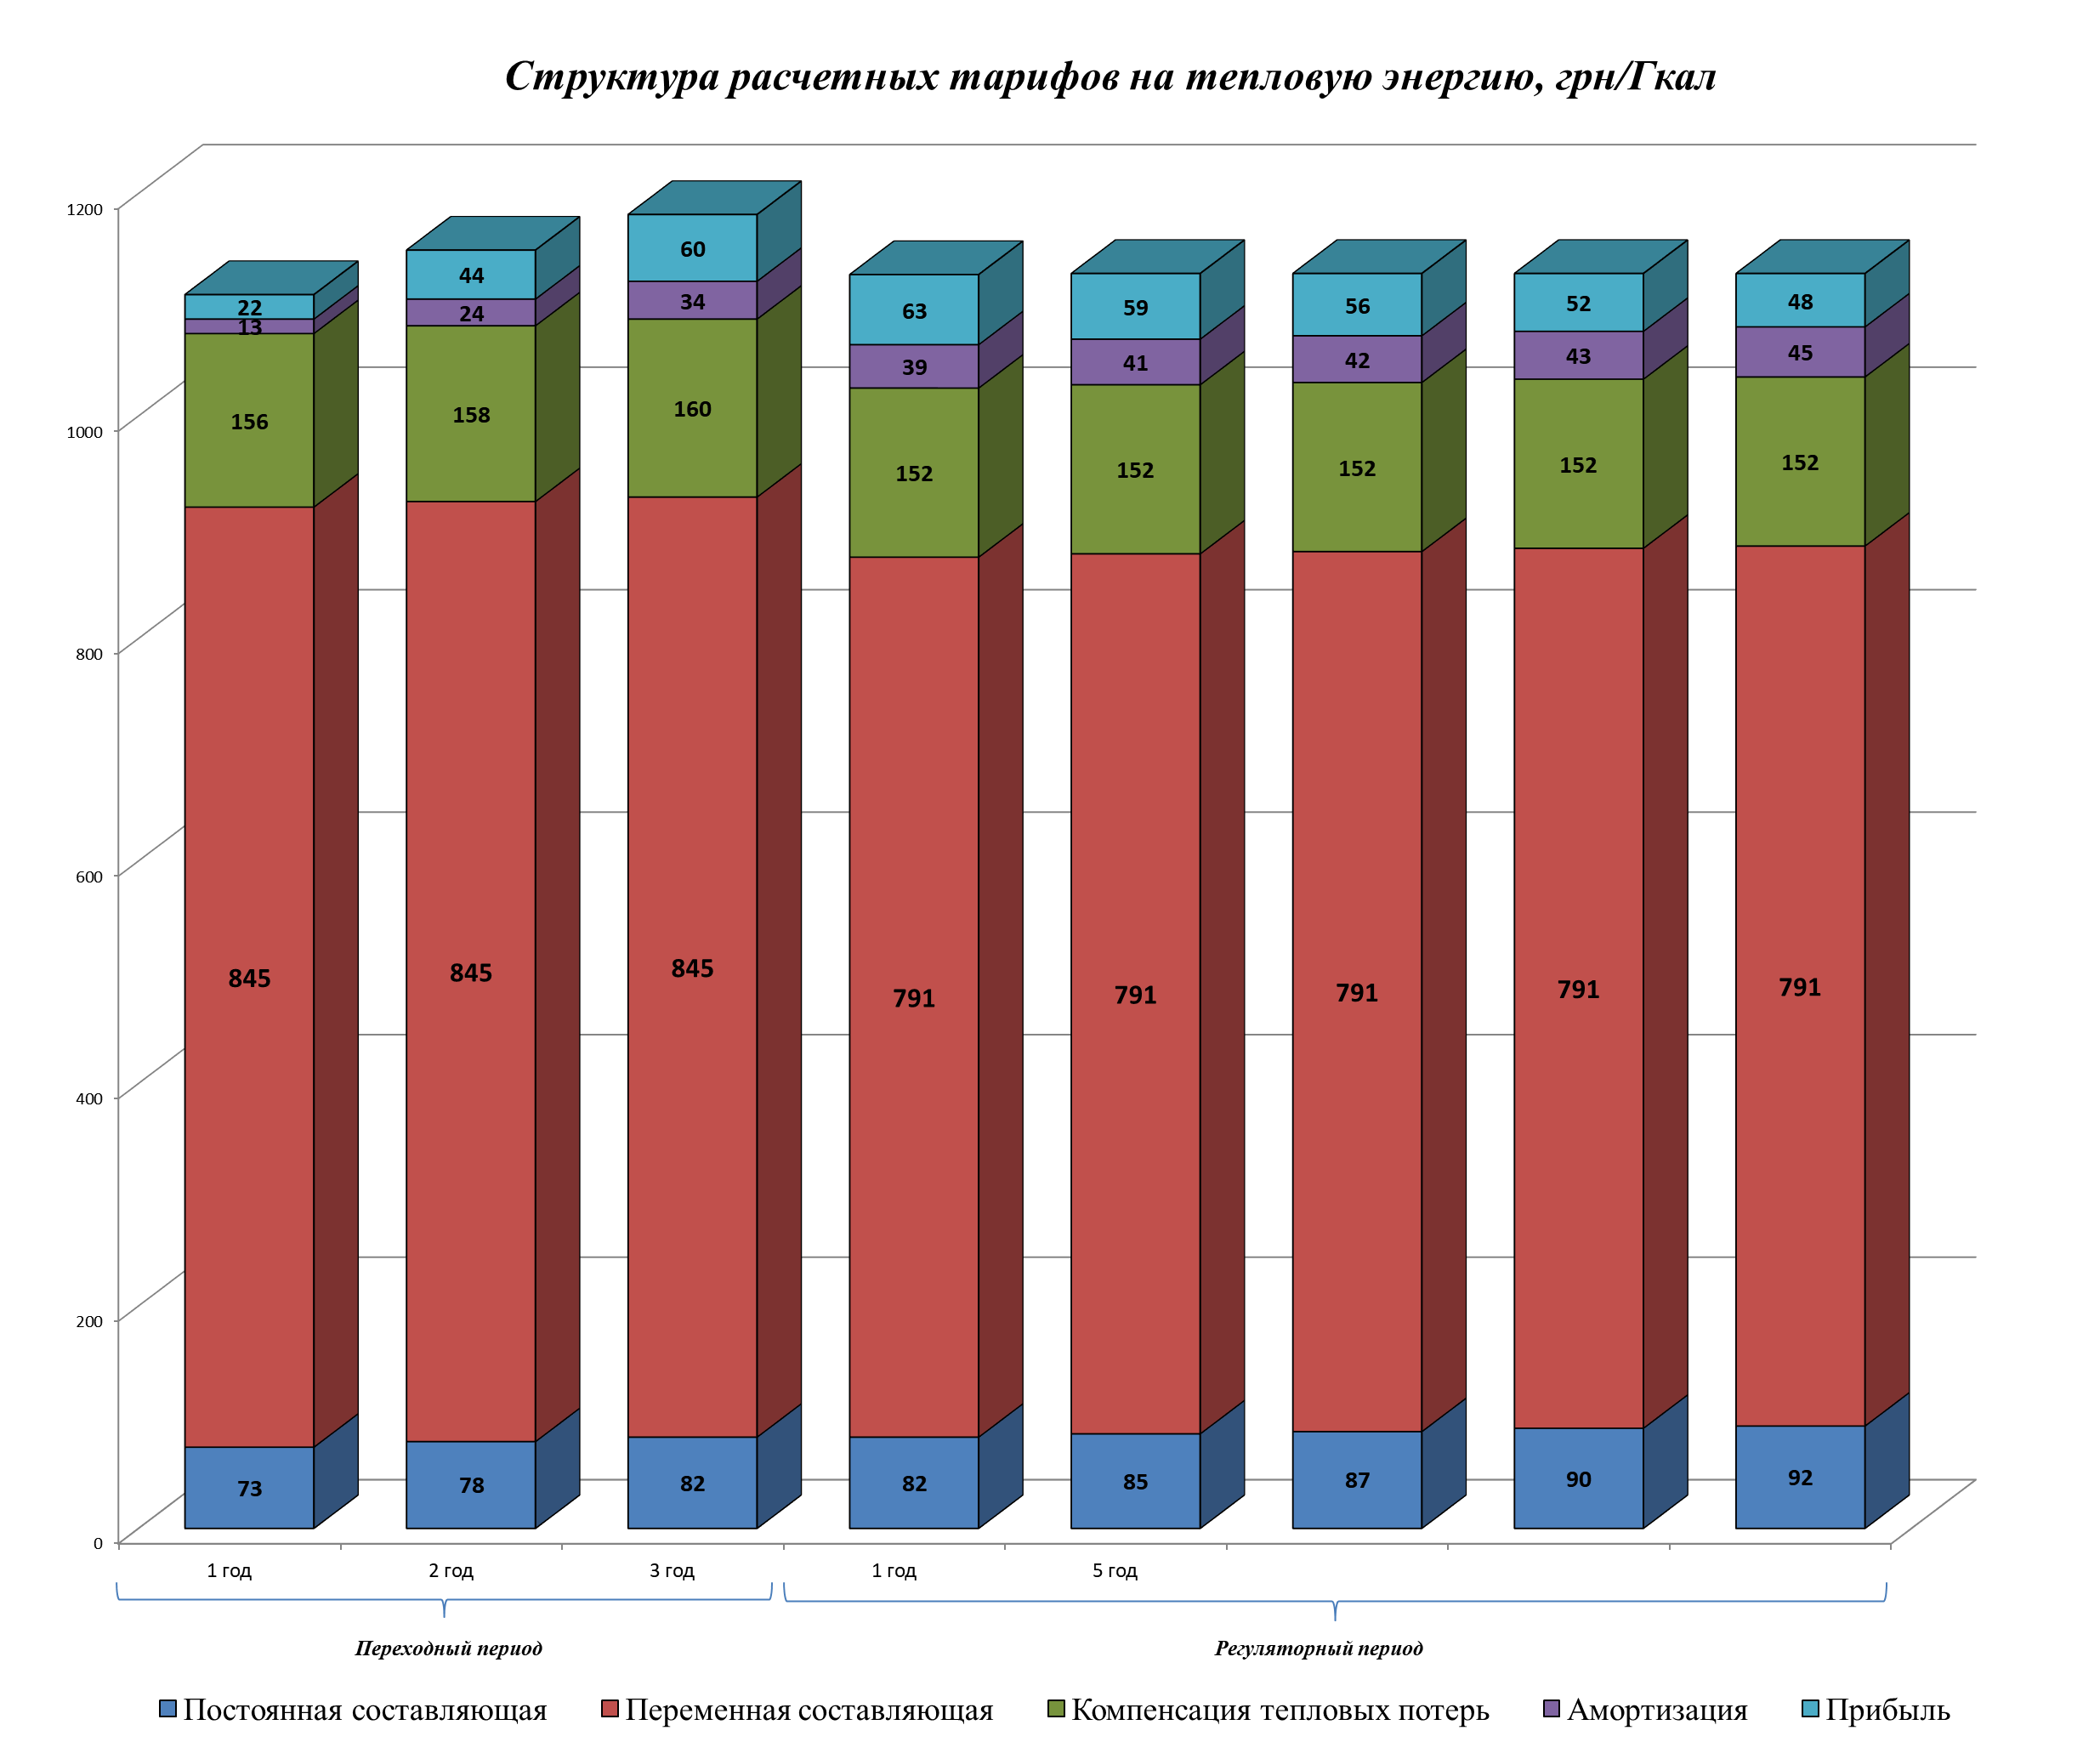 Структура расчетных тарифов на тепловую энергию, грн/Гкал
1200
1000
800
600
400
200
0
22 44 60 63 59 56 52 48
13 24 34 39 41 42 43 45
156 158 160 152 152 152 152 152
845 845 845 791 791 791 791 791
73 78 82 82 85 87 90 92
1 год 2 год 3 год 1 год 5 год
Переходный период Регуляторный период
Постоянная составляющая Переменная составляющая Компенсация тепловых потерь Амортизация Прибыль